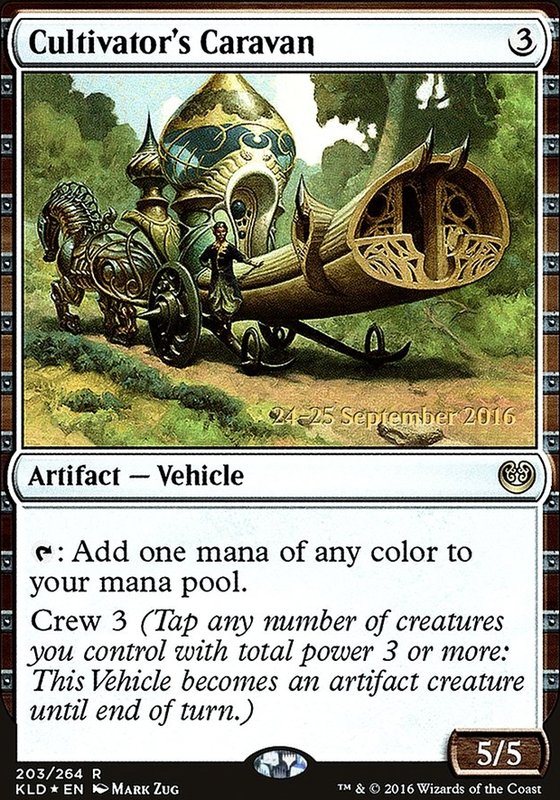 Cultivator's Caravan 3
24–25 September 2016
Artifact — Vehicle
: Add one mana of any color to
your mana pool.
Crew 3 (Tap any number of creatures
you control with total power 3 or more:
This Vehicle becomes an artifact creature
until end of turn.)
5/5
203/264 R
KLD ★ EN Mark Zug
™ & © 2016 Wizards of the Coast